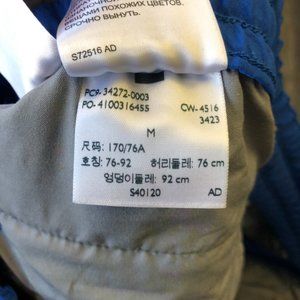 ВЕЩАМИ ПОХОЖИХ ЦВЕТОВ.
СРОЧНО ВЫНУТЬ.
S72516 AD
PC9- 34272-0003
PO- 4100316455
CW-4516
3423
M
尺码: 170/76A
호칭: 76-92 허리둘레: 76 cm
엉덩이둘레: 92 cm
S40120 AD